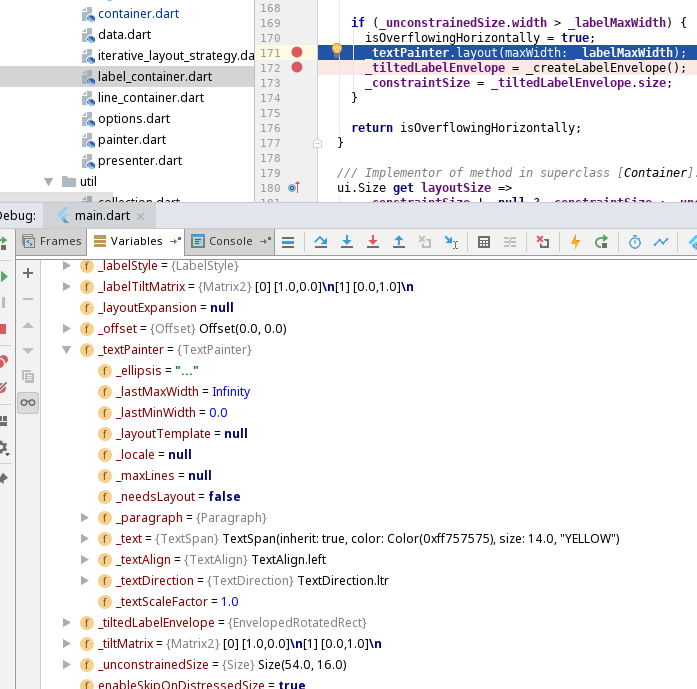 container.dart
data.dart
iterative_layout_strategy.da
label_container.dart
line_container.dart
options.dart
painter.dart
presenter.dart
util
168
169 if (_unconstrainedSize.width > _labelMaxWidth) {
170 isOverflowingHorizontally = true;
171 _textPainter.layout(maxWidth: _labelMaxWidth);
172 _tiltedLabelEnvelope = _createLabelEnvelope();
173 _constraintSize = _tiltedLabelEnvelope.size;
174 }
175
176 return isOverflowingHorizontally;
177 }
178
179 /// Implementor of method in superclass [Container].
180 ui.Size get layoutSize =>
Debug: main.dart
Frames Variables Console
f _labelStyle = {LabelStyle}
f _labelTiltMatrix = {Matrix2} [0] [1.0,0.0]\n[1] [0.0,1.0]\n
f _layoutExpansion = null
f _offset = {Offset} Offset(0.0, 0.0)
f _textPainter = {TextPainter}
f _ellipsis = "..."
f _lastMaxWidth = Infinity
f _lastMinWidth = 0.0
f _layoutTemplate = null
f _locale = null
f _maxLines = null
f _needsLayout = false
f _paragraph = {Paragraph}
f _text = {TextSpan} TextSpan(inherit: true, color: Color(0xff757575), size: 14.0, "YELLOW")
f _textAlign = {TextAlign} TextAlign.left
f _textDirection = {TextDirection} TextDirection.ltr
f _textScaleFactor = 1.0
f _tiltedLabelEnvelope = {EnvelopedRotatedRect}
f _tiltMatrix = {Matrix2} [0] [1.0,0.0]\n[1] [0.0,1.0]\n
f _unconstrainedSize = {Size} Size(54.0, 16.0)
f enableSkipOnDistressedSize = true